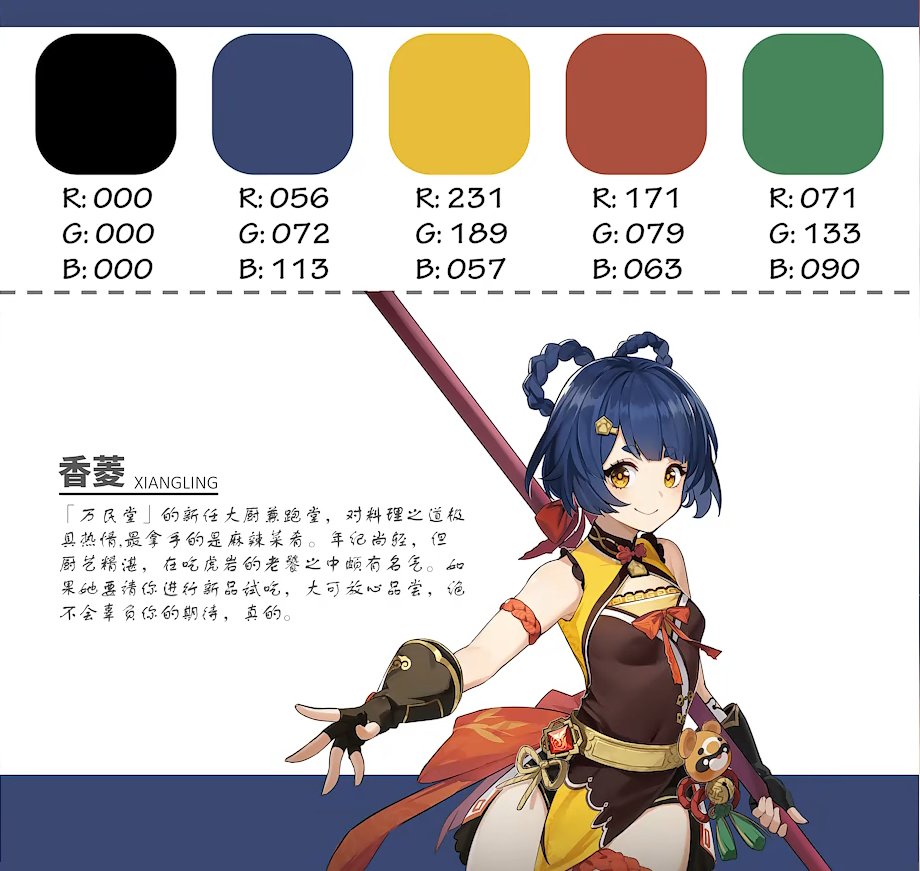 R: 000
G: 000
B: 000
R: 056
G: 072
B: 113
R: 231
G: 189
B: 057
R: 171
G: 079
B: 063
R: 071
G: 133
B: 090
香菱 XIANGLING
「万民堂」的新任大厨兼跑堂，对料理之道极
具热情,最拿手的是麻辣菜肴。年纪尚轻，但
厨艺精湛，在吃虎岩的老饕之中颇有名气。如
果她要请你进行新品试吃，大可放心品尝，绝
不会辜负你的期待，真的。